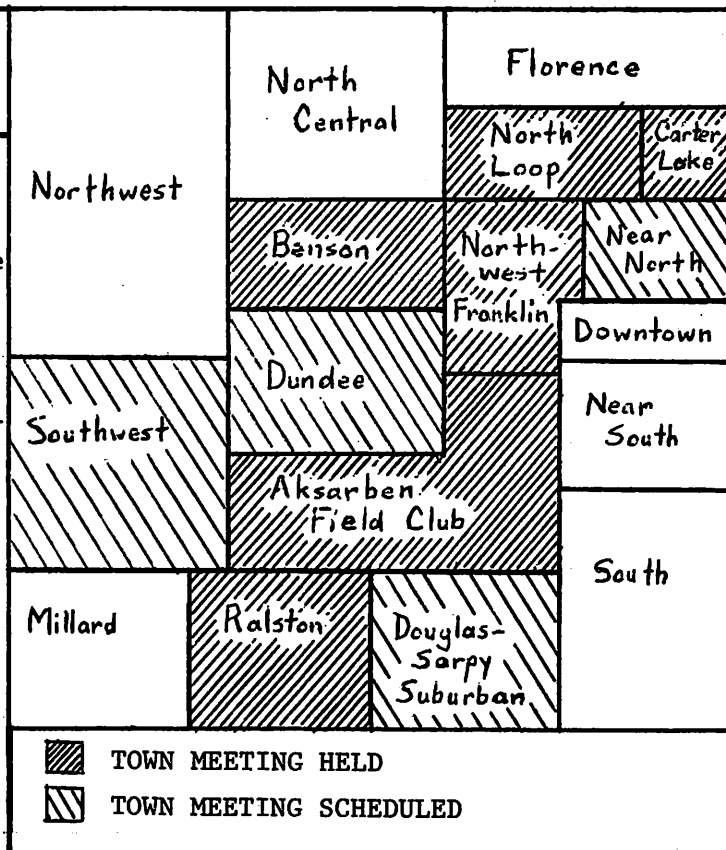 Florence
North
Central
North
Loop
Carter
Lake
Northwest
Benson
North-
west
Franklin
Near
North
Downtown
Dundee
Near
South
Southwest
Aksarben
Field Club
South
Millard
Ralston
Douglas-
Sarpy
Suburban
TOWN MEETING HELD
TOWN MEETING SCHEDULED